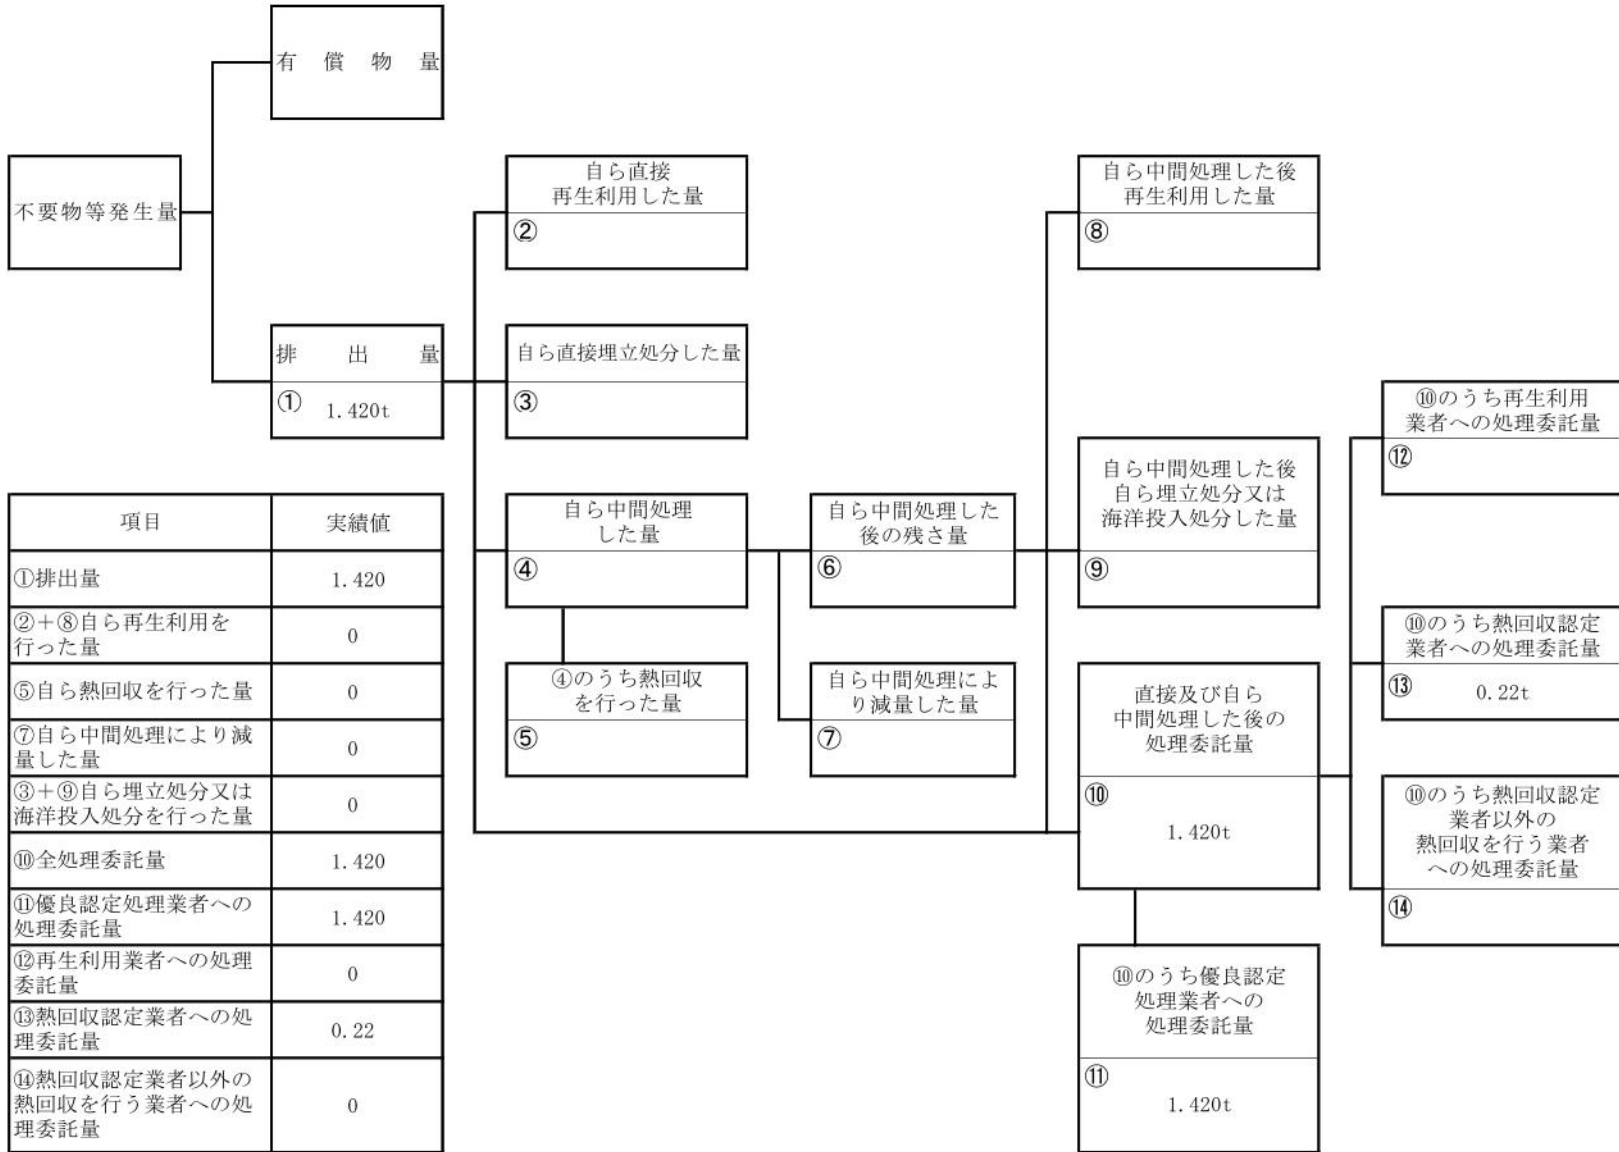 有償物量
不要物等発生量
排出量
① 1.420t
自ら直接
再生利用した量
②
自ら直接埋立処分した量
③
自ら中間処理
した量
④
④のうち熱回収
を行った量
⑤
自ら中間処理した
後の残さ量
⑥
自ら中間処理によ
り減量した量
⑦
自ら中間処理した後
再生利用した量
⑧
自ら中間処理した後
自ら埋立処分又は
海洋投入処分した量
⑨
直接及び自ら
中間処理した後の
処理委託量
⑩
1.420t
⑩のうち優良認定
処理業者への
処理委託量
⑪
1.420t
⑩のうち再生利用
業者への処理委託量
⑫
⑩のうち熱回収認定
業者への処理委託量
⑬ 0.22t
⑩のうち熱回収認定
業者以外の
熱回収を行う業者
への処理委託量
⑭
項目 実績値
①排出量 1.420
②+⑧自ら再生利用を
行った量 0
⑤自ら熱回収を行った量 0
⑦自ら中間処理により減
量した量 0
③+⑨自ら埋立処分又は
海洋投入処分を行った量 0
⑩全処理委託量 1.420
⑪優良認定処理業者への
処理委託量 1.420
⑫再生利用業者への処理
委託量 0
⑬熱回収認定業者への処
理委託量 0.22
⑭熱回収認定業者以外の
熱回収を行う業者への処
理委託量 0